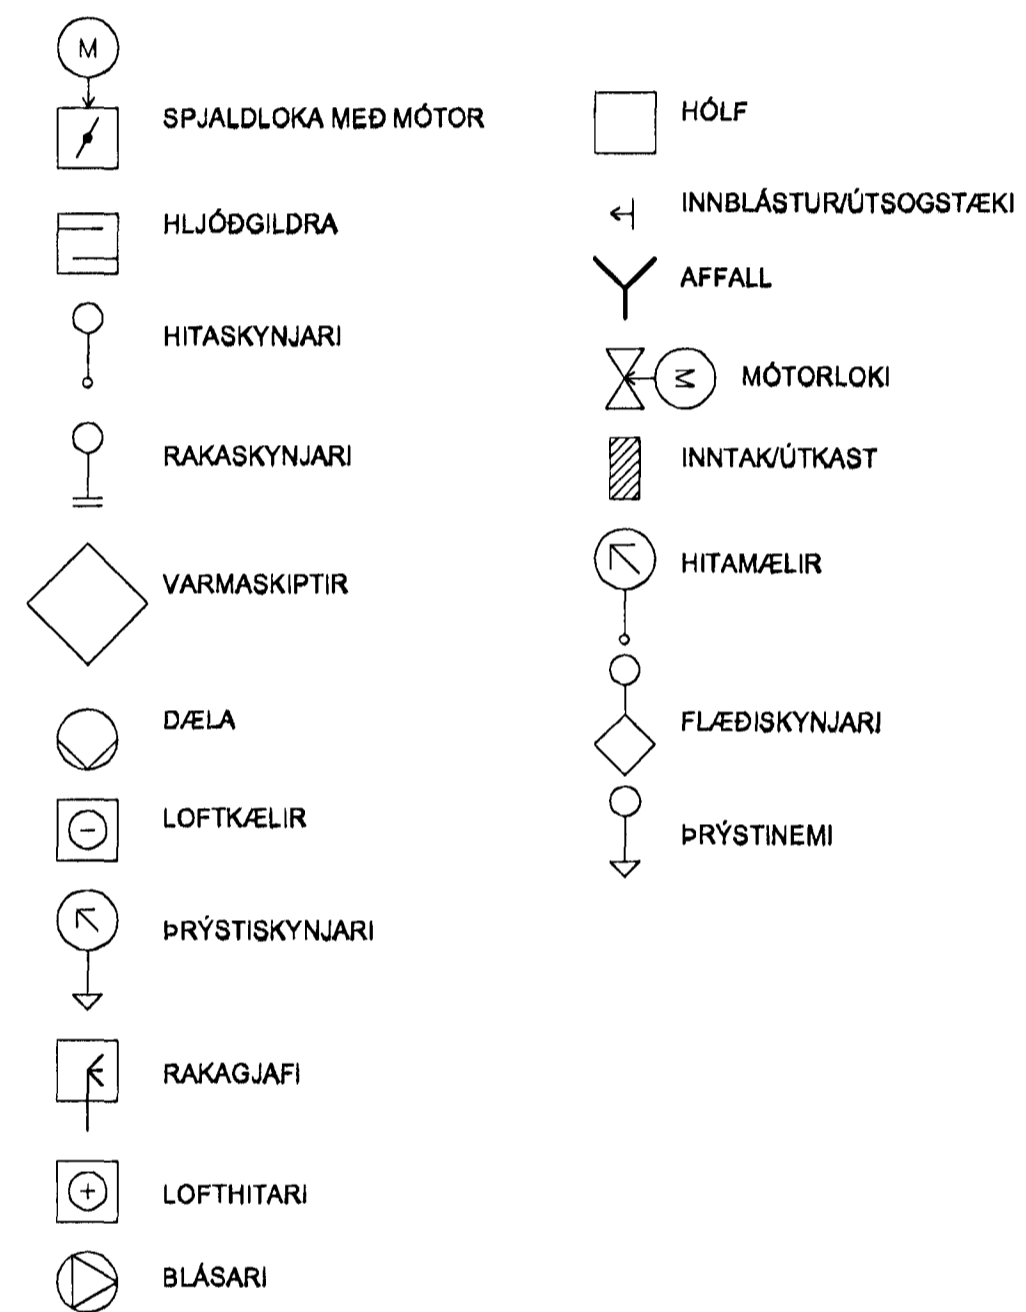 M
SPJALDLOKA MEÐ MÓTOR
HLJÓÐGILDRA
HITASKYNJARI
RAKASKYNJARI
VARMASKIPTIR
DÆLA
LOFTKÆLIR
ÞRÝSTISKYNJARI
RAKAGJAFI
LOFTHITARI
BLÁSARI
HÓLF
INNBLÁSTUR/ÚTSOGSTÆKI
AFFALL
M MÓTORLOKI
INNTAK/ÚTKAST
HITAMÆLIR
FLÆÐISKYNJARI
ÞRÝSTINEMI